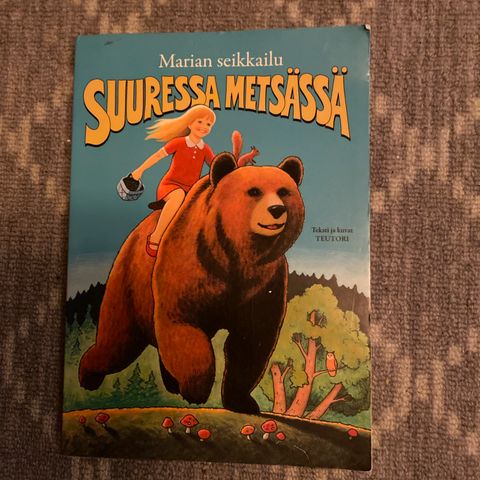 Marian seikkailu
SUURESSA METSÄSSÄ
Teksti ja kuvat
TEUTORI